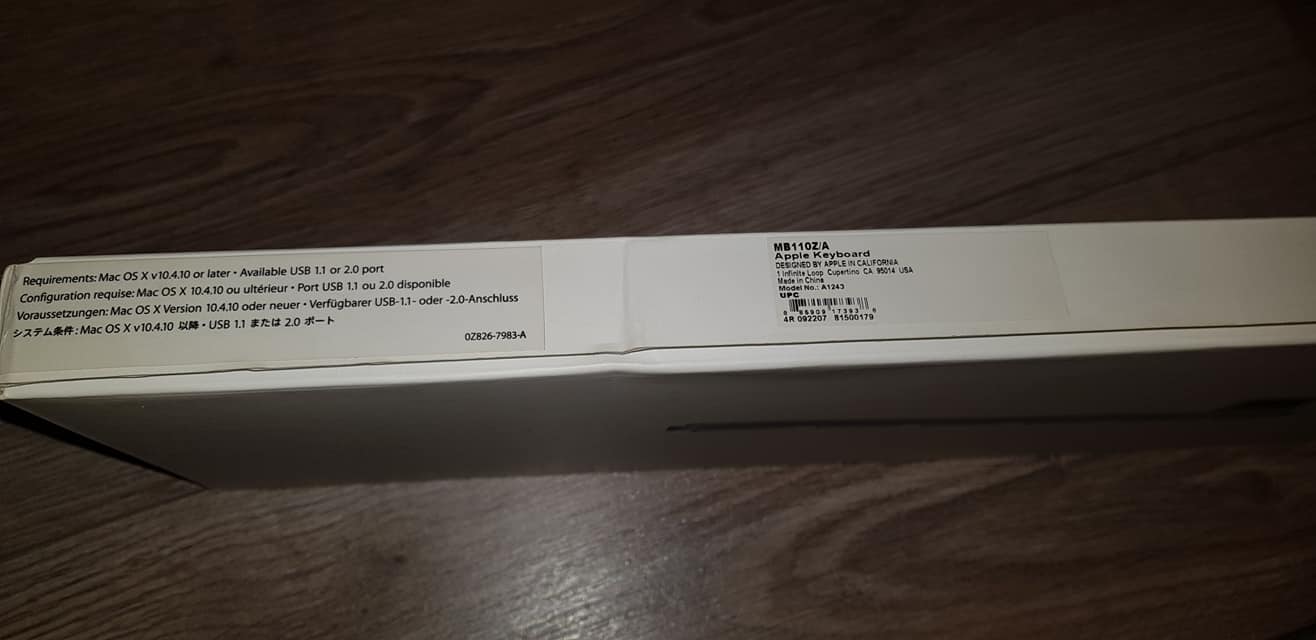 Requirements: Mac OS X v10.4.10 or later • Available USB 1.1 or 2.0 port
Configuration requise: Mac OS X 10.4.10 ou ultérieur • Port USB 1.1 ou 2.0 disponible
Voraussetzungen: Mac OS X Version 10.4.10 oder neuer • Verfügbarer USB-1.1- oder -2.0-Anschluss
システム条件: Mac OS X v10.4.10 以降 • USB 1.1 または 2.0 ポート
0Z826-7983-A
MB110Z/A
Apple Keyboard
DESIGNED BY APPLE IN CALIFORNIA
1 Infinite Loop Cupertino CA 95014 USA
Made in China
Model No.: A1243
UPC
4R 092207 81500179